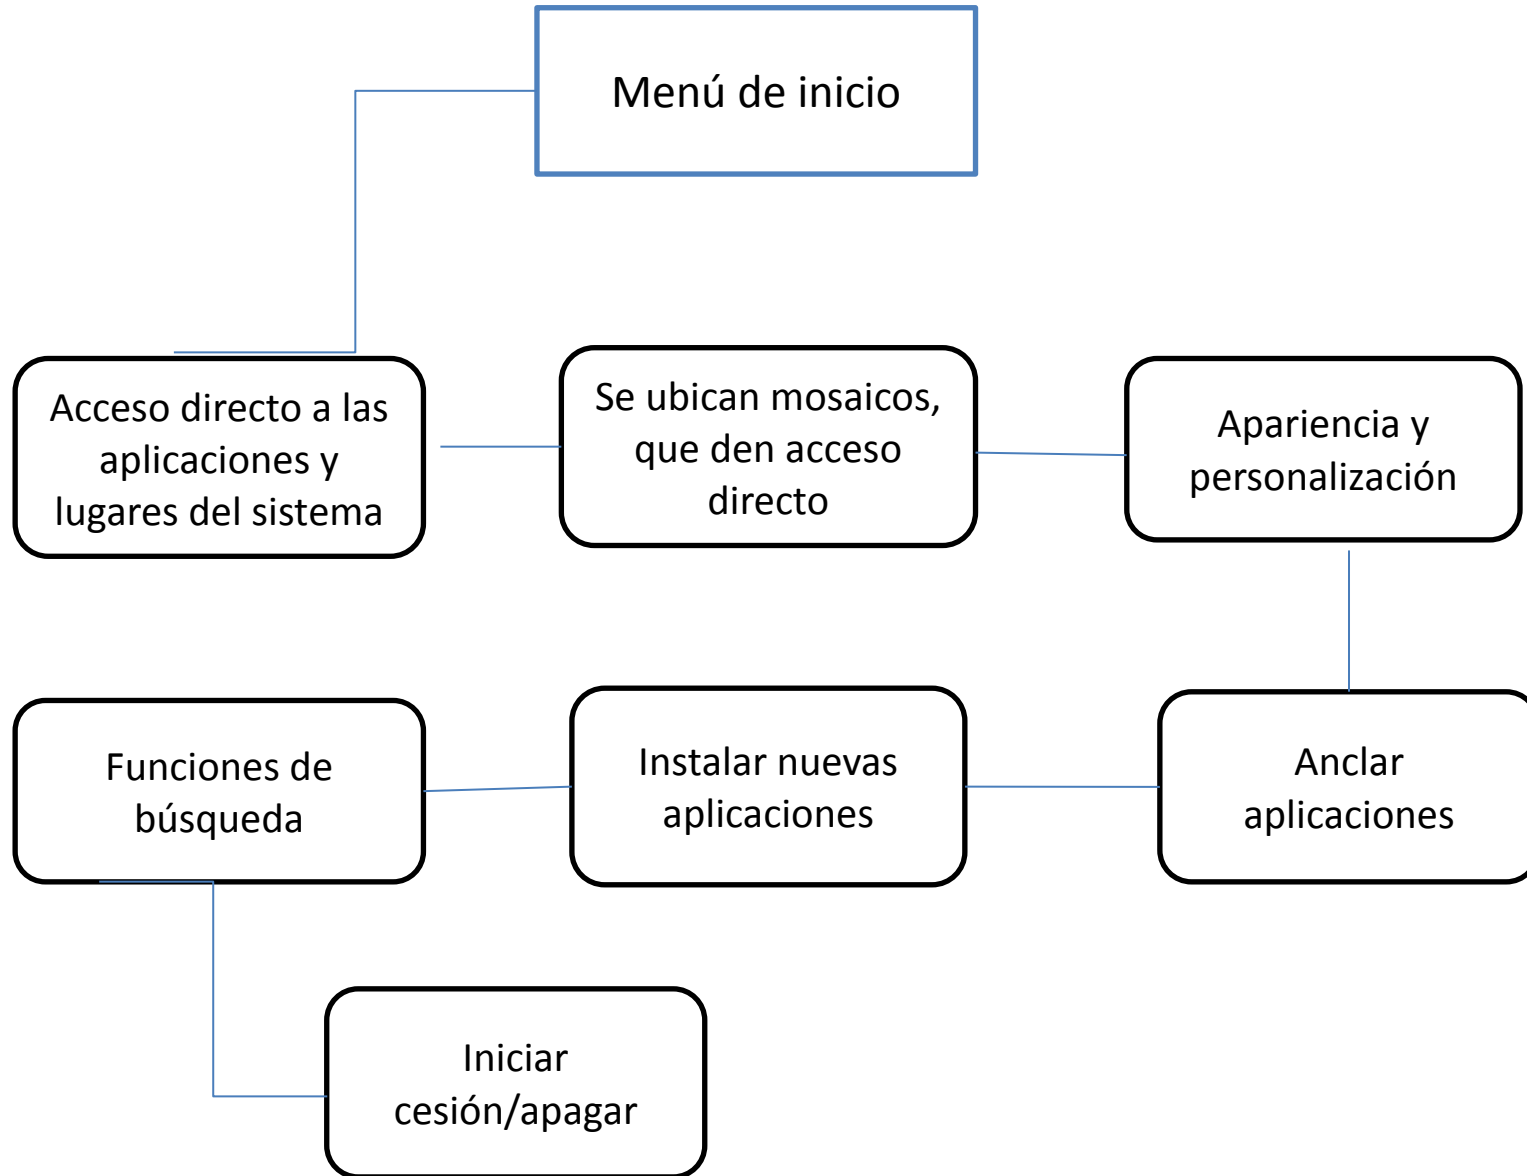 Menú de inicio
Acceso directo a las
aplicaciones y
lugares del sistema
Se ubican mosaicos,
que den acceso
directo
Apariencia y
personalización
Funciones de
búsqueda
Instalar nuevas
aplicaciones
Anclar
aplicaciones
Iniciar
cesión/apagar